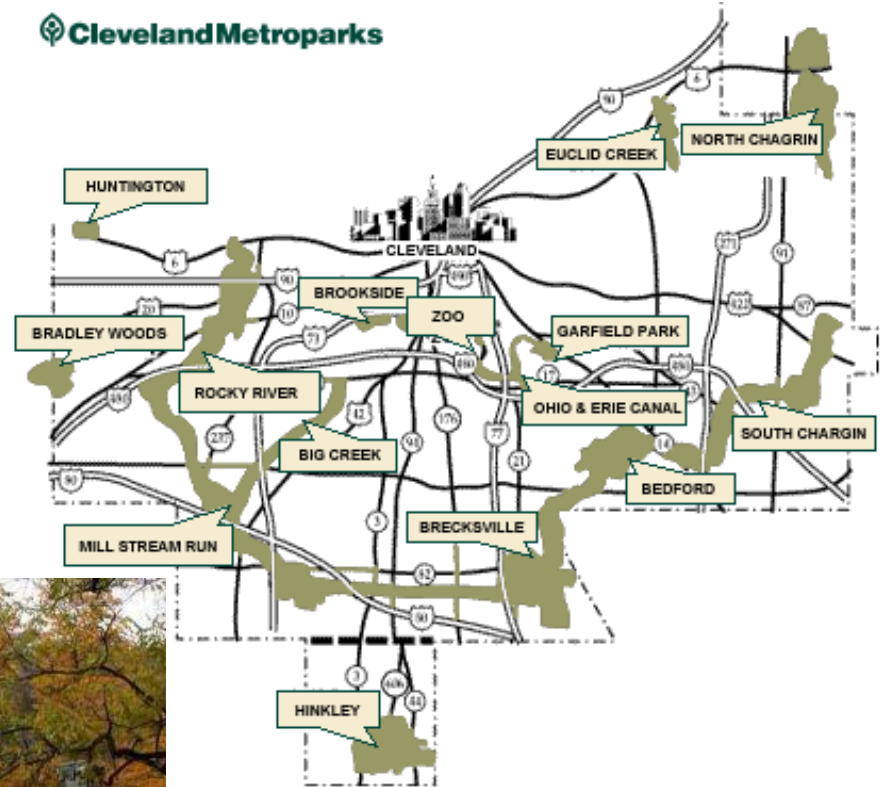 ClevelandMetroparks
6
90
NORTH CHAGRIN
EUCLID CREEK
HUNTINGTON
CLEVELAND
271
91
6
90
490
BROOKSIDE
ZOO
422
87
20
10
71
BRADLEY WOODS
GARFIELD PARK
480
480
17
480
ROCKY RIVER
OHIO & ERIE CANAL
42
176
237
94
77
SOUTH CHARGIN
BIG CREEK
21
14
80
BEDFORD
3
BRECKSVILLE
MILL STREAM RUN
82
80
3
606
HINKLEY